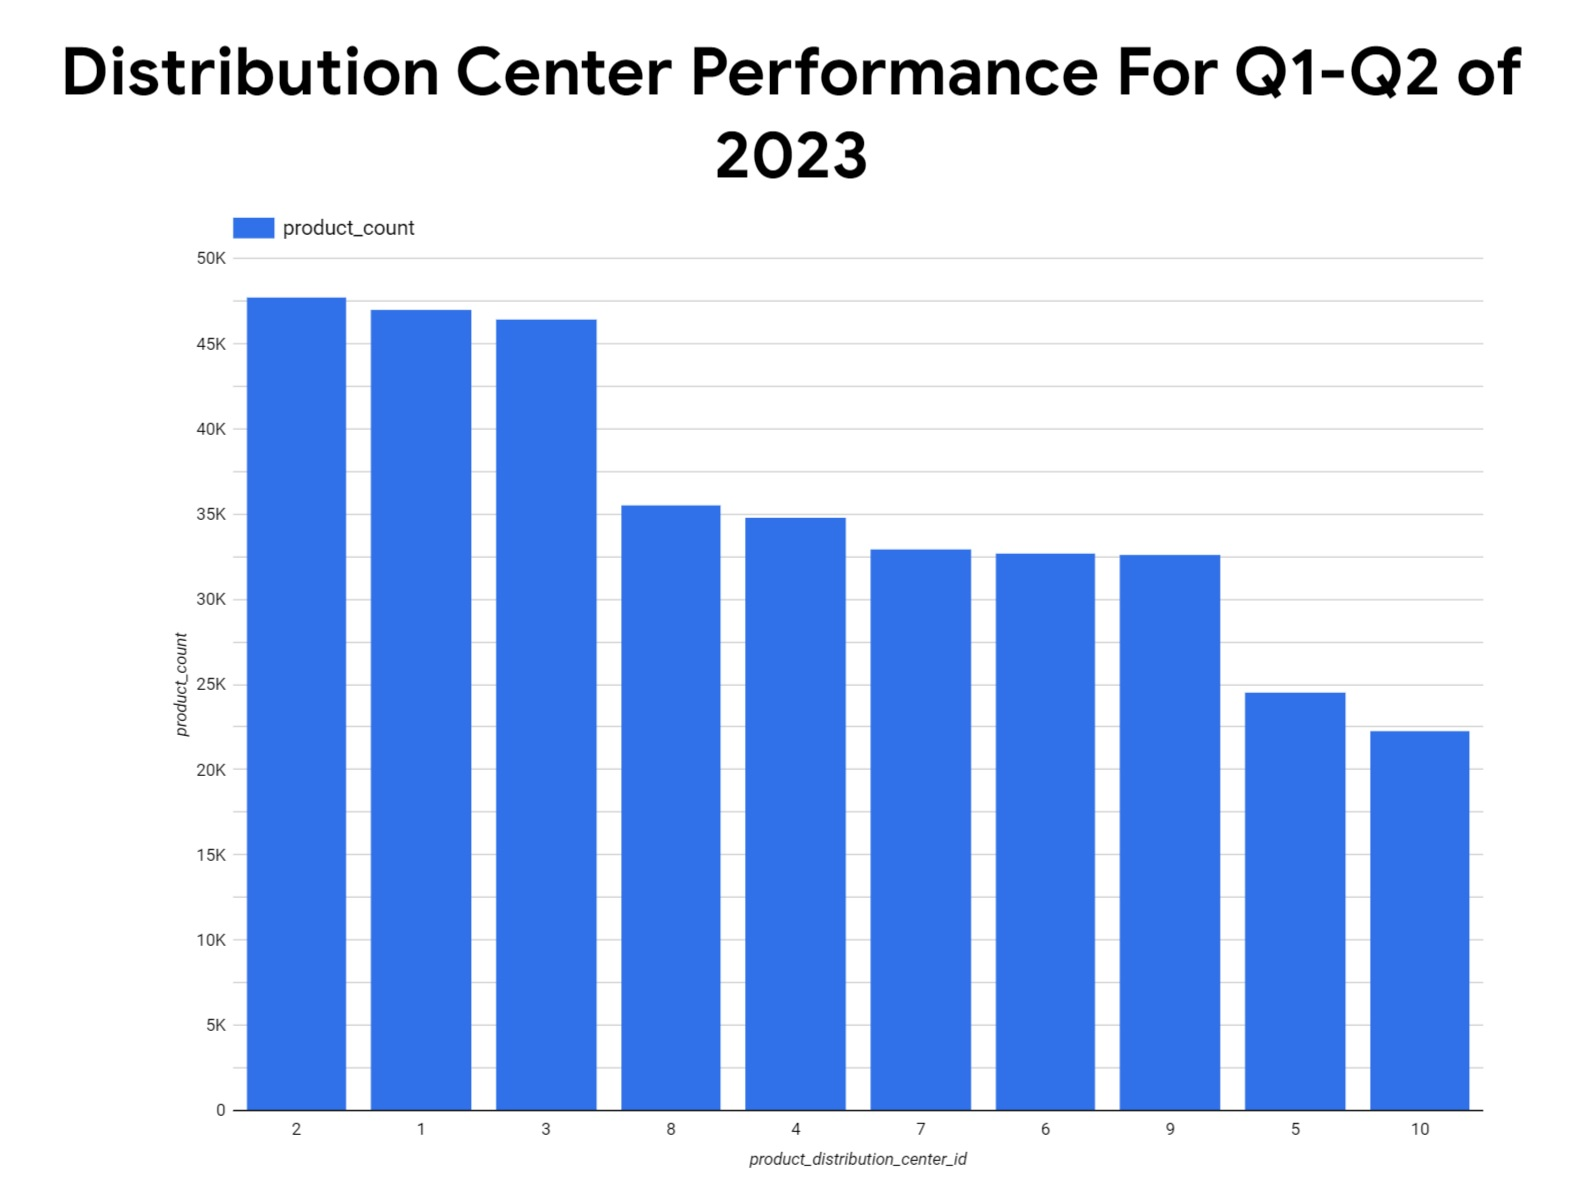 Distribution Center Performance For Q1-Q2 of
2023
product_count
50K
45K
40K
35K
30K
25K
20K
15K
10K
5K
0
product_count
2 1 3 8 4 7 6 9 5 10
product_distribution_center_id